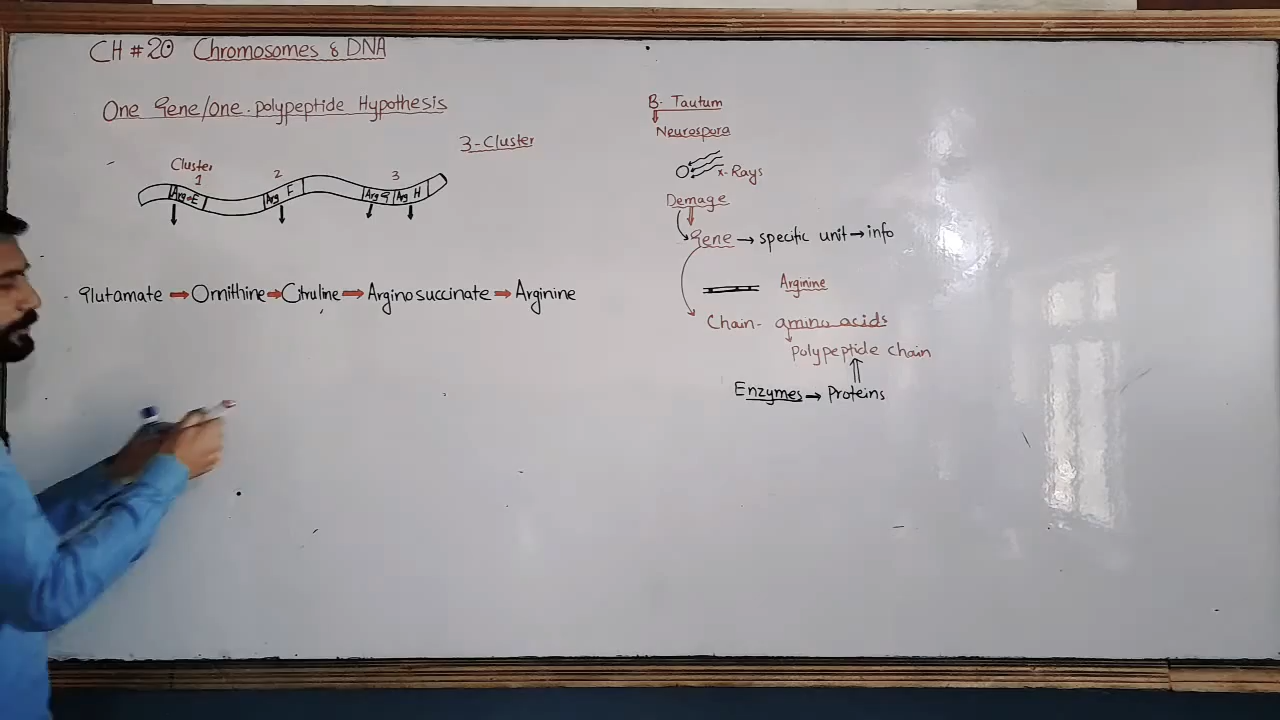 CH # 20 Chromosomes & DNA
One Gene/one-polypeptide Hypothesis
3-Cluster
Cluster
1 2 3
Arg-E Arg F Arg G Arg H
Glutamate → Ornithine → Citruline → Arginosuccinate → Arginine
B. Tautum
Neurospora
x-Rays
Demage
Gene → specific unit → info
Arginine
Chain - amino acids
Polypeptide chain
Enzymes → Proteins